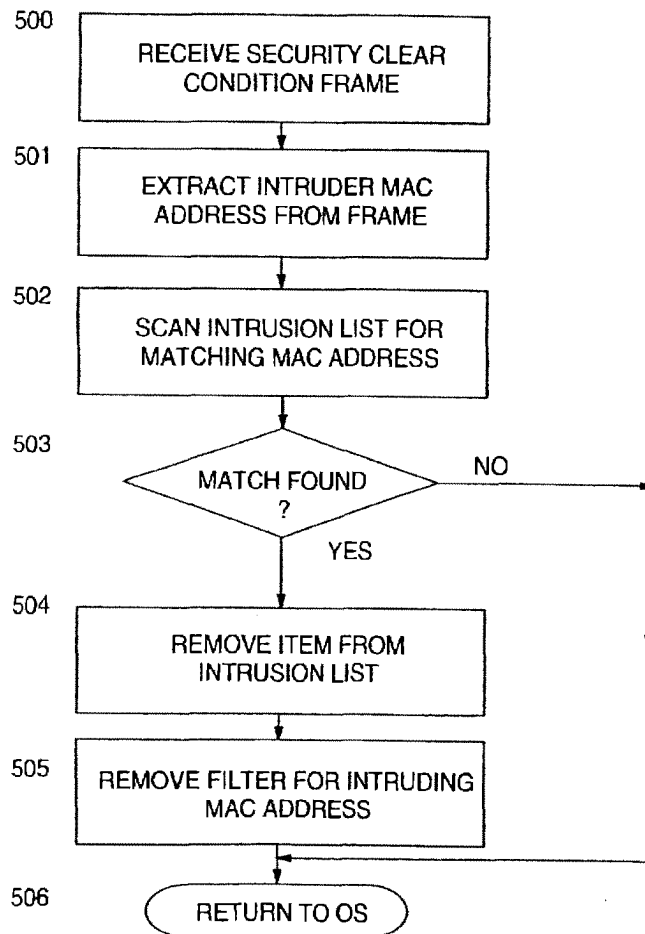 500
RECEIVE SECURITY CLEAR
CONDITION FRAME
501
EXTRACT INTRUDER MAC
ADDRESS FROM FRAME
502
SCAN INTRUSION LIST FOR
MATCHING MAC ADDRESS
503
MATCH FOUND
?
NO
YES
504
REMOVE ITEM FROM
INTRUSION LIST
505
REMOVE FILTER FOR INTRUDING
MAC ADDRESS
506
RETURN TO OS